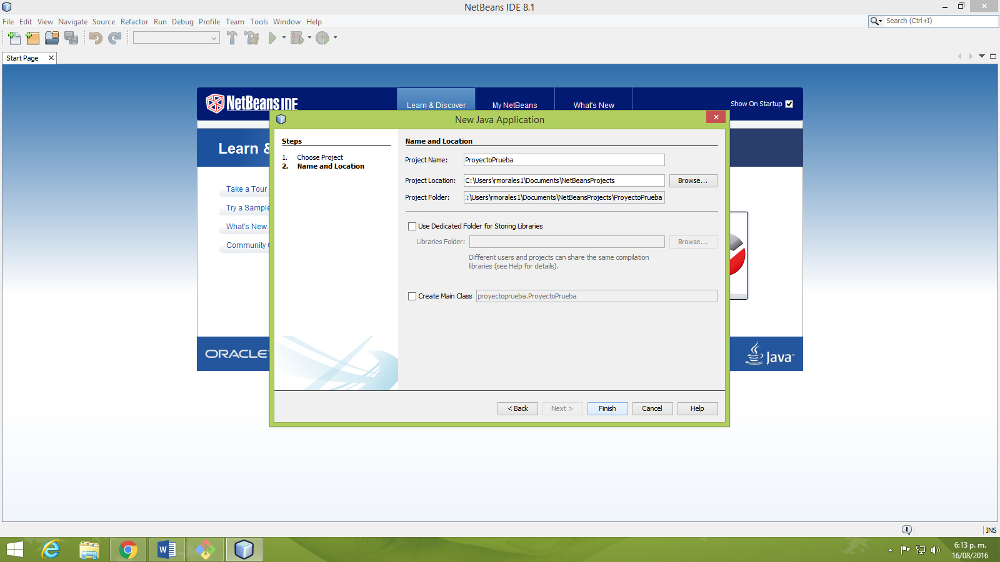 NetBeans IDE 8.1
File Edit View Navigate Source Refactor Run Debug Profile Team Tools Window Help
Search (Ctrl+I)
Start Page
NetBeans IDE
Learn & Discover My NetBeans What's New Show On Startup
New Java Application
Learn &
Take a Tour
Try a Sample
What's New
Community
Steps
1. Choose Project
2. Name and Location
Name and Location
Project Name: ProyectoPrueba
Project Location: C:\Users\rmorales1\Documents\NetBeansProjects Browse...
Project Folder: :\Users\rmorales1\Documents\NetBeansProjects\ProyectoPrueba
Use Dedicated Folder for Storing Libraries
Libraries Folder: Browse...
Different users and projects can share the same compilation
libraries (see Help for details).
Create Main Class proyectoprueba.ProyectoPrueba
ORACLE
Java™
< Back Next > Finish Cancel Help
1 INS
6:13 p. m.
16/08/2016